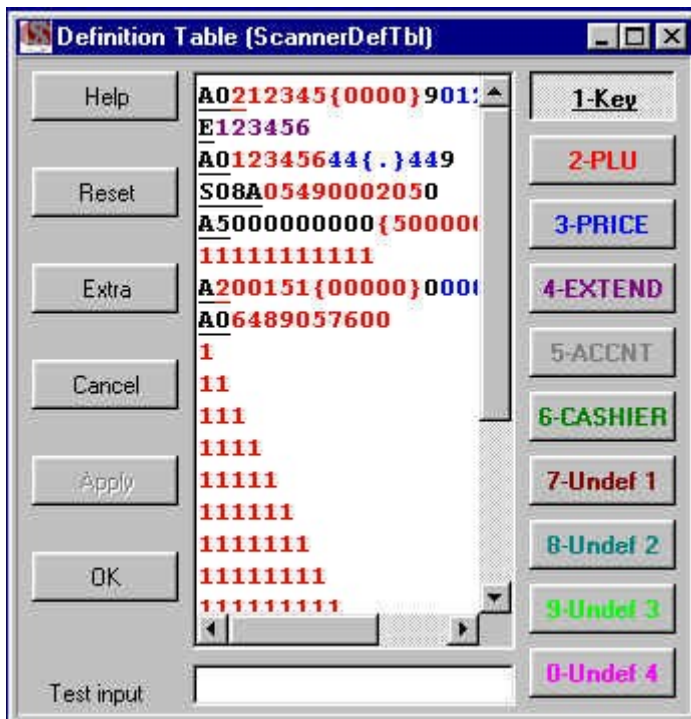 Definition Table (ScannerDefTbl)
Help
Reset
Extra
Cancel
Apply
OK
A0212345{0000}901
E123456
A012345644{.}449
S08A05490002050
A5000000000{50000
11111111111
A200151{00000}000
A06489057600
1
11
111
1111
11111
111111
1111111
11111111
111111111
1-Key
2-PLU
3-PRICE
4-EXTEND
5-ACCNT
6-CASHIER
7-Undef 1
8-Undef 2
9-Undef 3
0-Undef 4
Test input